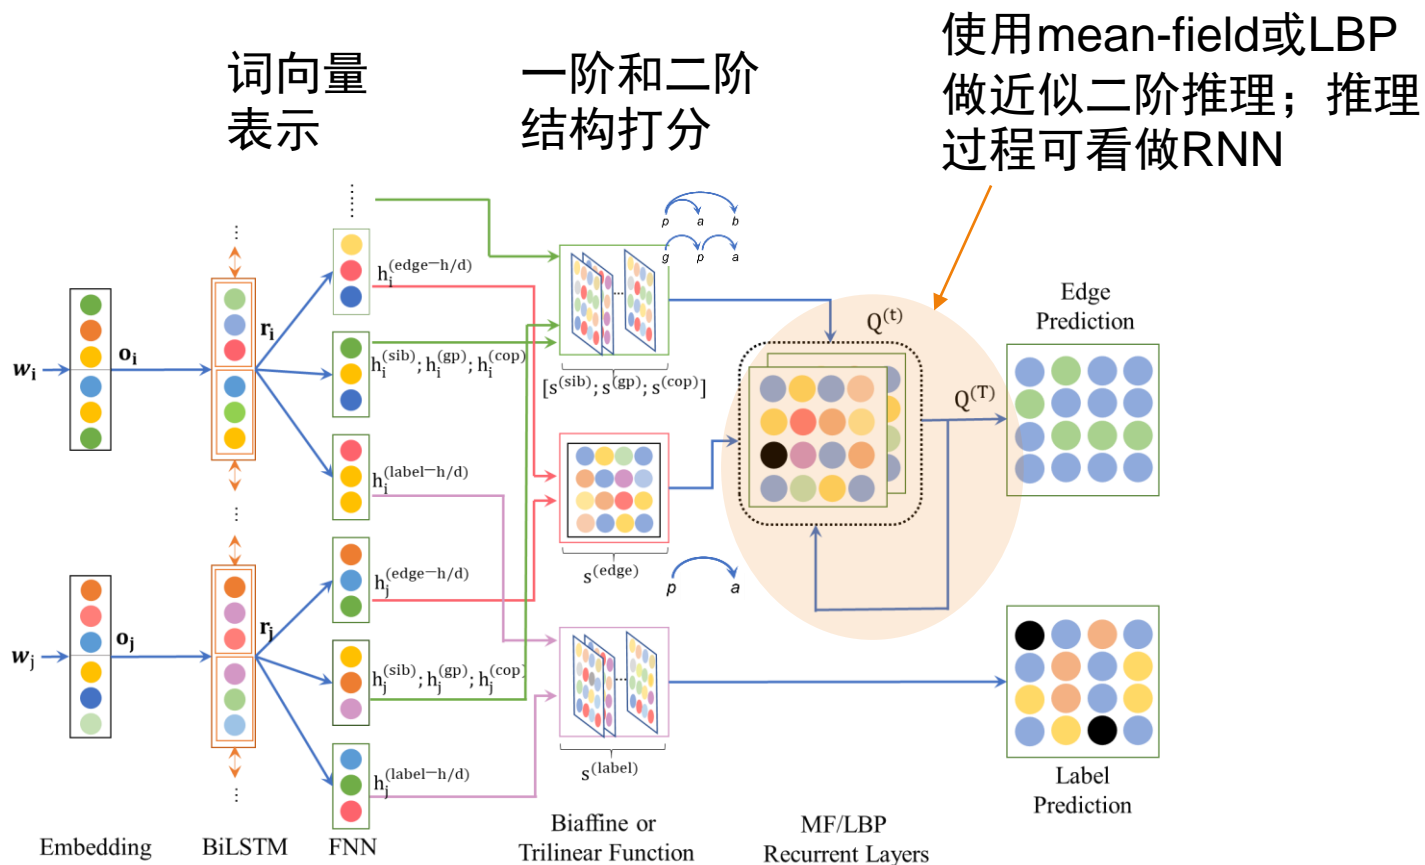 词向量
表示
一阶和二阶
结构打分
使用mean-field或LBP
做近似二阶推理；推理
过程可看做RNN
w_i
o_i
r_i
h_i^(edge−h/d)
h_i^(sib); h_i^(gp); h_i^(cop)
h_i^(label−h/d)
w_j
o_j
r_j
h_j^(edge−h/d)
h_j^(sib); h_j^(gp); h_j^(cop)
h_j^(label−h/d)
p a b
g p a
[s^(sib); s^(gp); s^(cop)]
s^(edge)
p a
s^(label)
Q^(t)
Q^(T)
Edge
Prediction
Label
Prediction
Embedding
BiLSTM
FNN
Biaffine or
Trilinear Function
MF/LBP
Recurrent Layers